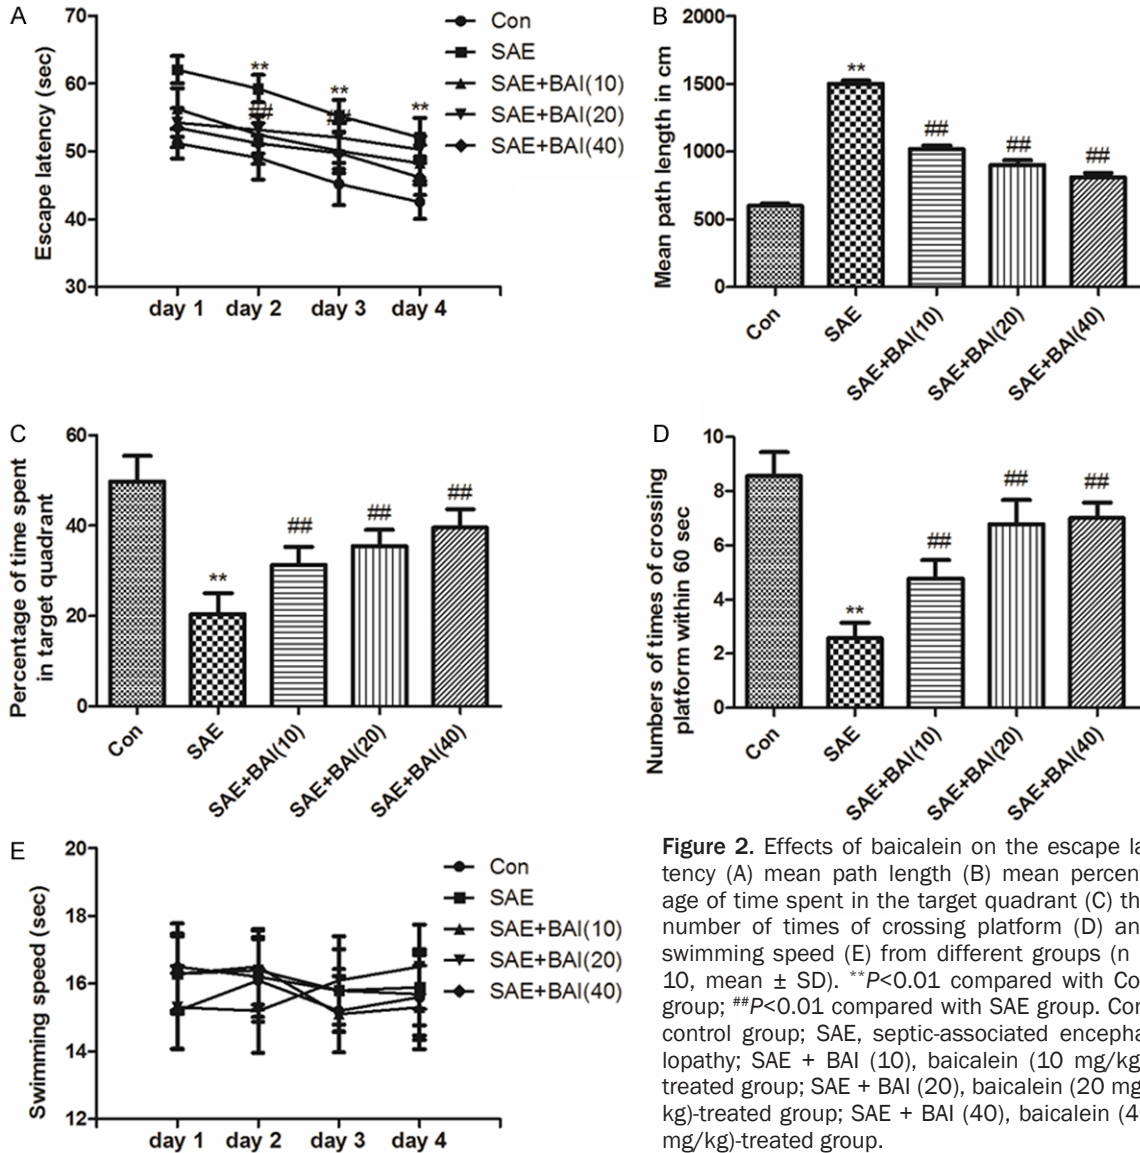 A
70
60
50
40
30
Escape latency (sec)
day 1 day 2 day 3 day 4
** ** **
## ##
Con
SAE
SAE+BAI(10)
SAE+BAI(20)
SAE+BAI(40)
B
2000
1500
1000
500
0
Mean path length in cm
**
##
##
##
Con
SAE
SAE+BAI(10)
SAE+BAI(20)
SAE+BAI(40)
C
60
40
20
0
Percentage of time spent
in target quadrant
**
##
##
##
Con
SAE
SAE+BAI(10)
SAE+BAI(20)
SAE+BAI(40)
D
10
8
6
4
2
0
Numbers of times of crossing
platform within 60 sec
**
##
##
##
Con
SAE
SAE+BAI(10)
SAE+BAI(20)
SAE+BAI(40)
E
20
18
16
14
12
Swimming speed (sec)
day 1 day 2 day 3 day 4
Con
SAE
SAE+BAI(10)
SAE+BAI(20)
SAE+BAI(40)
Figure 2. Effects of baicalein on the escape la
tency (A) mean path length (B) mean percent
age of time spent in the target quadrant (C) th
number of times of crossing platform (D) an
swimming speed (E) from different groups (n
10, mean ± SD). **P<0.01 compared with Co
group; ##P<0.01 compared with SAE group. Con
control group; SAE, septic-associated encepha
lopathy; SAE + BAI (10), baicalein (10 mg/kg)
treated group; SAE + BAI (20), baicalein (20 mg
kg)-treated group; SAE + BAI (40), baicalein (4
mg/kg)-treated group.